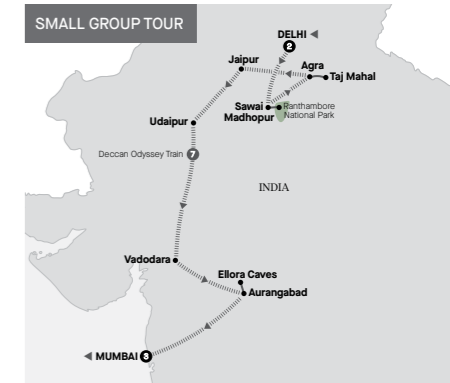 SMALL GROUP TOUR
DELHI
2
Jaipur
Agra
Taj Mahal
Sawai
Madhopur
Ranthambore
National Park
Udaipur
Deccan Odyssey Train
7
INDIA
Vadodara
Ellora Caves
Aurangabad
MUMBAI
3